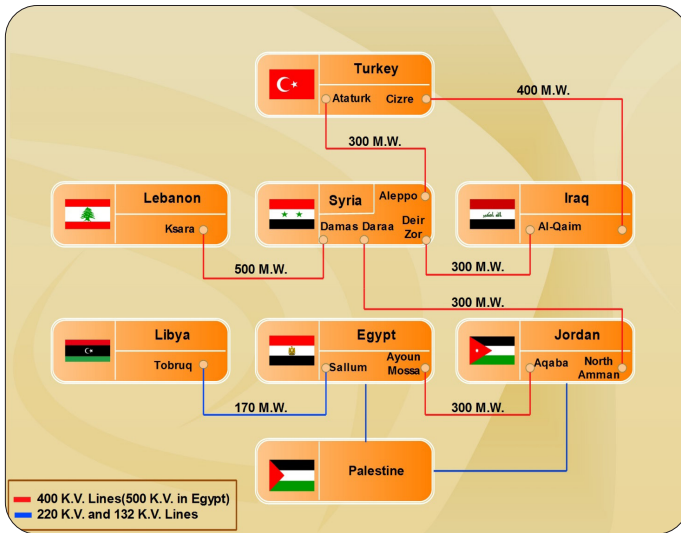 Turkey
Ataturk Cizre
400 M.W.
300 M.W.
Lebanon
Ksara
Syria
Aleppo
Damas Daraa
Deir
Zor
Iraq
Al-Qaim
500 M.W.
300 M.W.
300 M.W.
Libya
Tobruq
Egypt
Sallum
Ayoun
Mossa
Jordan
Aqaba
North
Amman
170 M.W.
300 M.W.
Palestine
400 K.V. Lines(500 K.V. in Egypt)
220 K.V. and 132 K.V. Lines